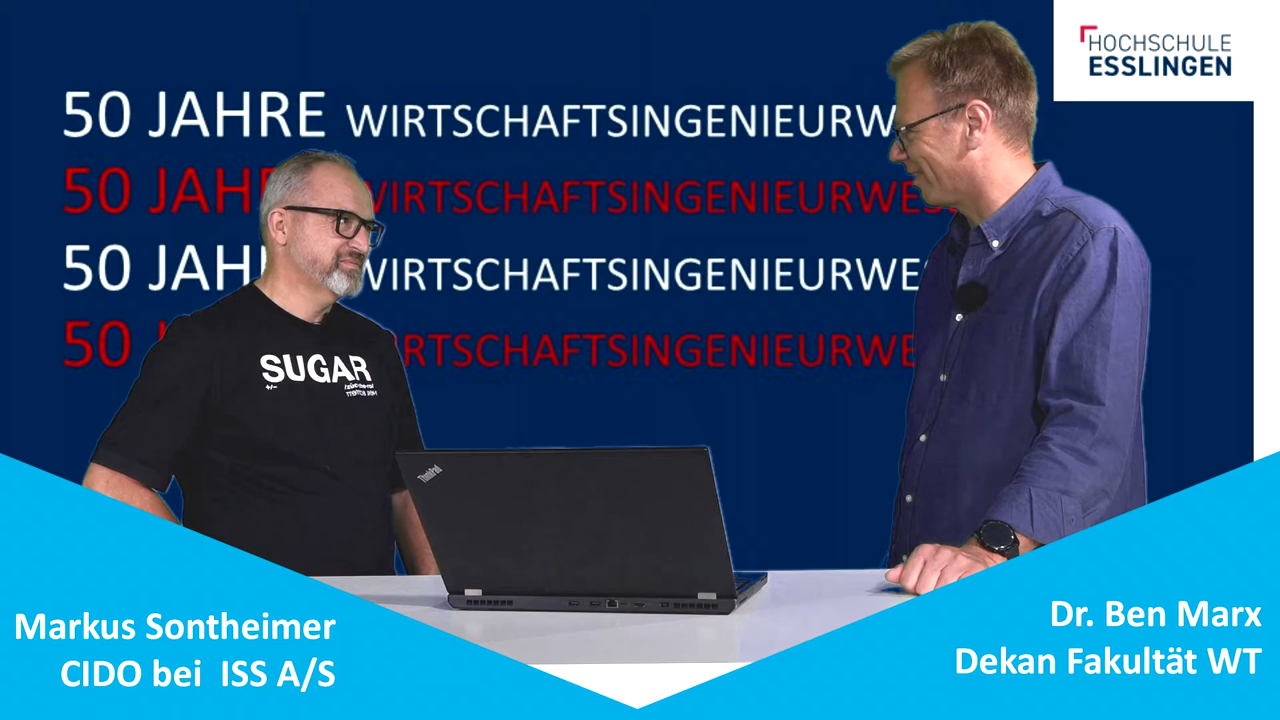 HOCHSCHULE
ESSLINGEN
50 JAHRE WIRTSCHAFTSINGENIEURW
50 JAH WIRTSCHAFTSINGENIEURWES
50 JAH WIRTSCHAFTSINGENIEURWE
50 J RTSCHAFTSINGENIEURWE
SUGAR
+/-
ThinkPad
Markus Sontheimer
CIDO bei ISS A/S
Dr. Ben Marx
Dekan Fakultät WT